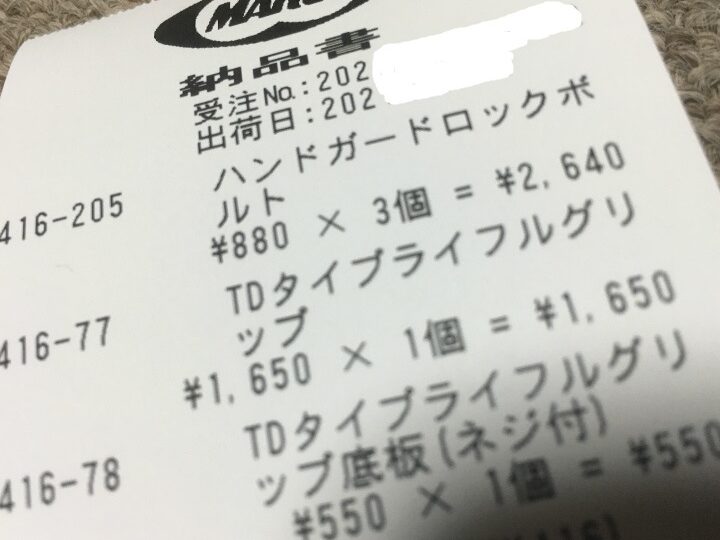 MARU
納品書
受注No.:202
出荷日:202
ハンドガードロックボ
416-205 ルト
¥880 × 3個 = ¥2,640
TDタイプライフルグリ
416-77 ップ
¥1,650 × 1個 = ¥1,650
TDタイプライフルグリ
416-78 ップ底板(ネジ付)
¥550 × 1個 = ¥550